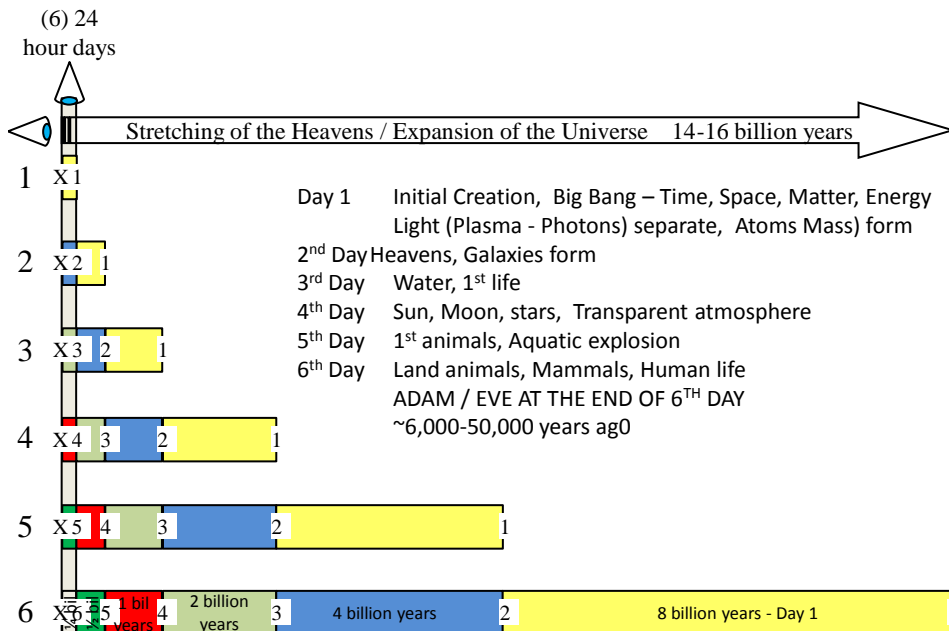 (6) 24
hour days
Stretching of the Heavens / Expansion of the Universe 14-16 billion years
1 X 1
Day 1 Initial Creation, Big Bang – Time, Space, Matter, Energy
Light (Plasma - Photons) separate, Atoms Mass) form
2nd Day Heavens, Galaxies form
3rd Day Water, 1st life
4th Day Sun, Moon, stars, Transparent atmosphere
5th Day 1st animals, Aquatic explosion
6th Day Land animals, Mammals, Human life
ADAM / EVE AT THE END OF 6TH DAY
~6,000-50,000 years ag0
2 X 2 1
3 X 3 2 1
4 X 4 3 2 1
5 X 5 4 3 2 1
6 X 6 5 4 3 2
½ bil
1 bil
years
2 billion
years
4 billion years
8 billion years - Day 1